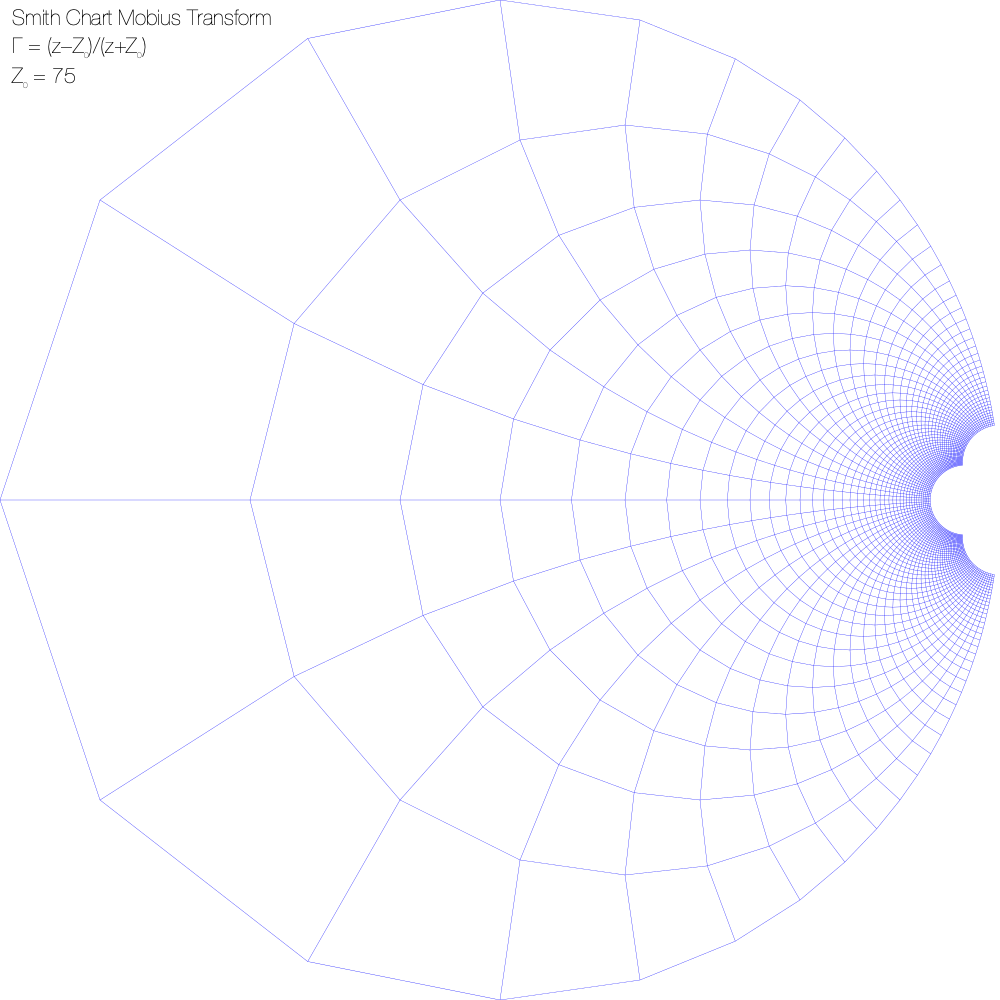 Smith Chart Mobius Transform
Γ = (z−Z₀)/(z+Z₀)
Z₀ = 75